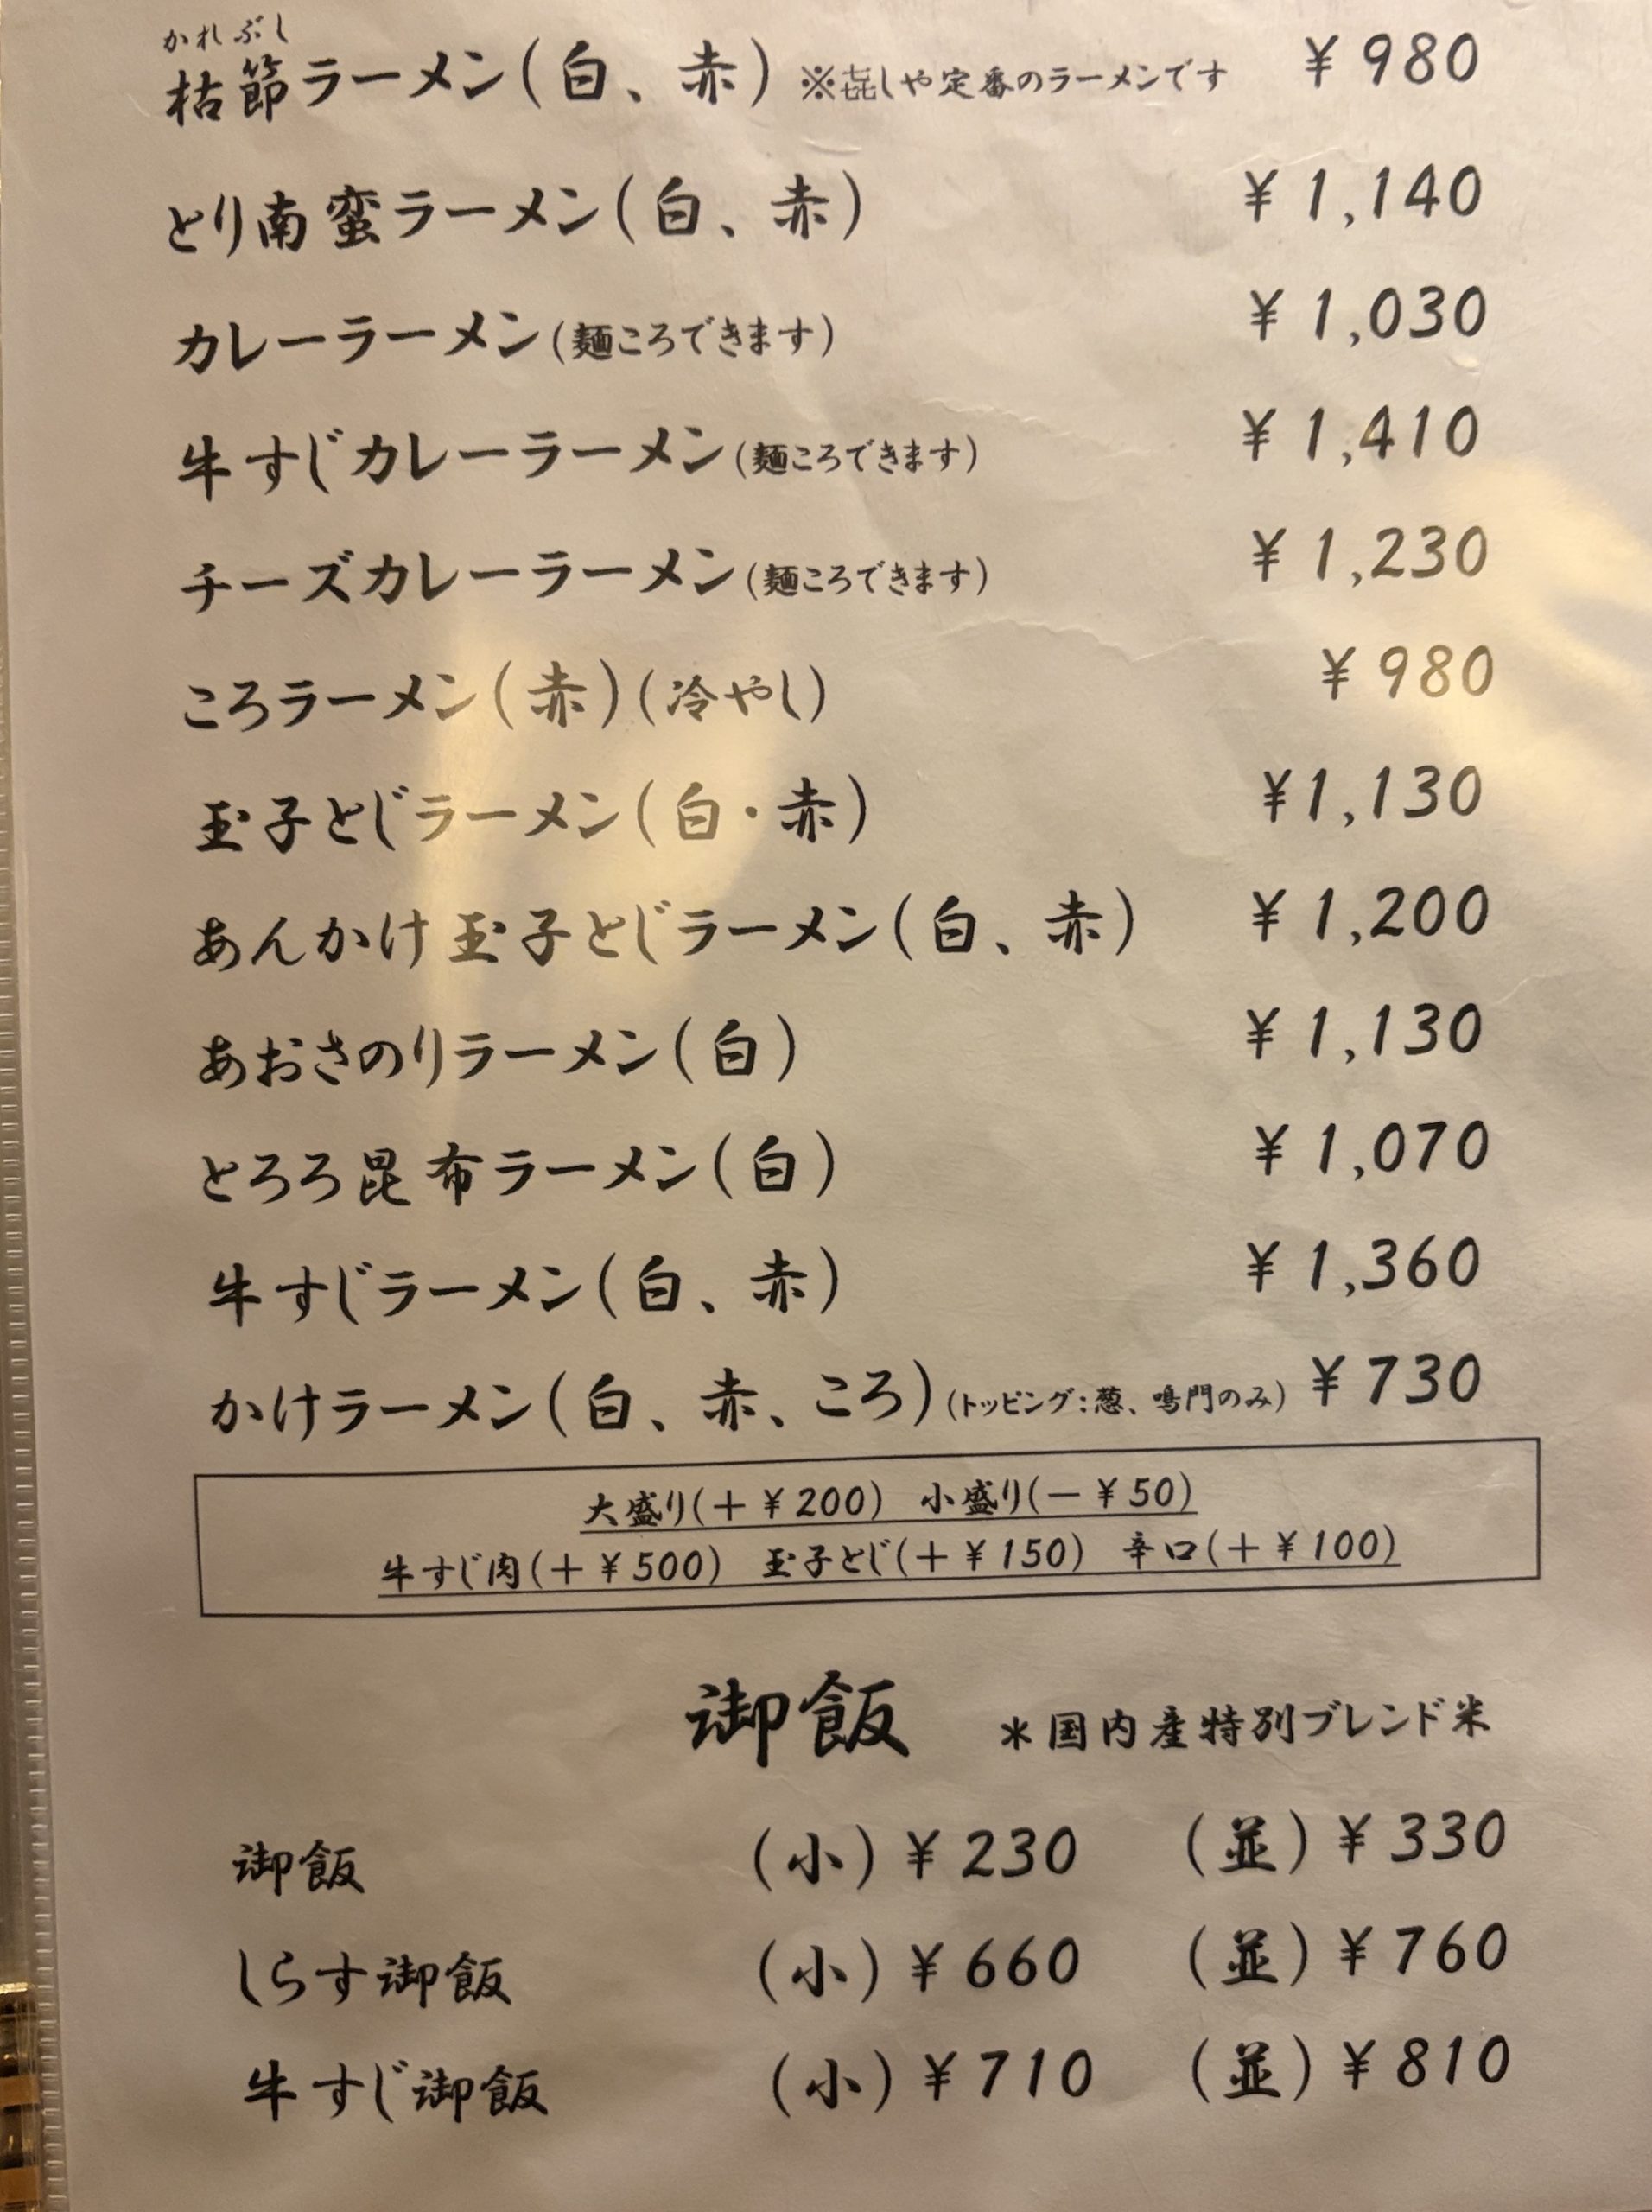 かれぶし
枯節ラーメン(白、赤) ※㐂しや定番のラーメンです ¥980
とり南蛮ラーメン(白、赤) ¥1,140
カレーラーメン(麺ころできます) ¥1,030
牛すじカレーラーメン(麺ころできます) ¥1,410
チーズカレーラーメン(麺ころできます) ¥1,230
ころラーメン(赤)(冷やし) ¥980
玉子とじラーメン(白・赤) ¥1,130
あんかけ玉子とじラーメン(白、赤) ¥1,200
あおさのりラーメン(白) ¥1,130
とろろ昆布ラーメン(白) ¥1,070
牛すじラーメン(白、赤) ¥1,360
かけラーメン(白、赤、ころ)(トッピング:葱、鳴門のみ) ¥730
大盛り(+¥200) 小盛り(-¥50)
牛すじ肉(+¥500) 玉子とじ(+¥150) 辛口(+¥100)
御飯 *国内産特別ブレンド米
御飯 (小)¥230 (並)¥330
しらす御飯 (小)¥660 (並)¥760
牛すじ御飯 (小)¥710 (並)¥810